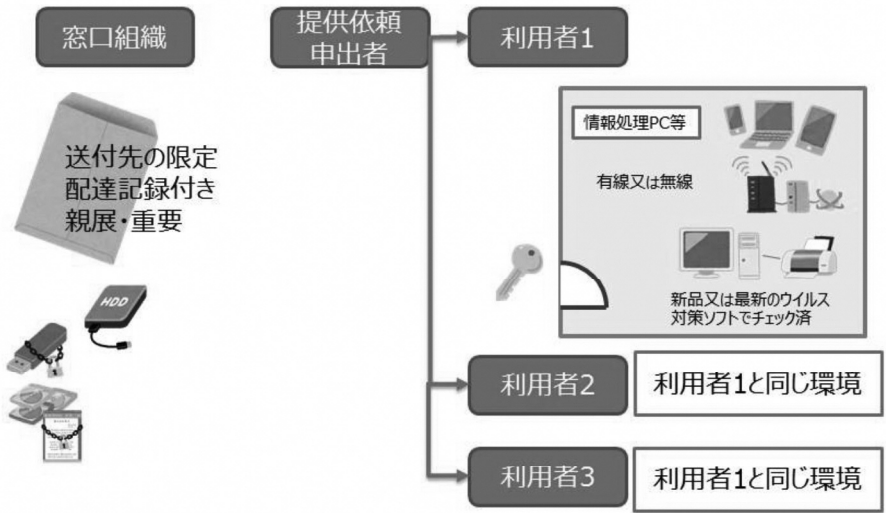 窓口組織
提供依頼
申出者
利用者1
送付先の限定
配達記録付き
親展・重要
HDD
情報処理PC等
有線又は無線
新品又は最新のウイルス
対策ソフトでチェック済
利用者2
利用者1と同じ環境
利用者3
利用者1と同じ環境